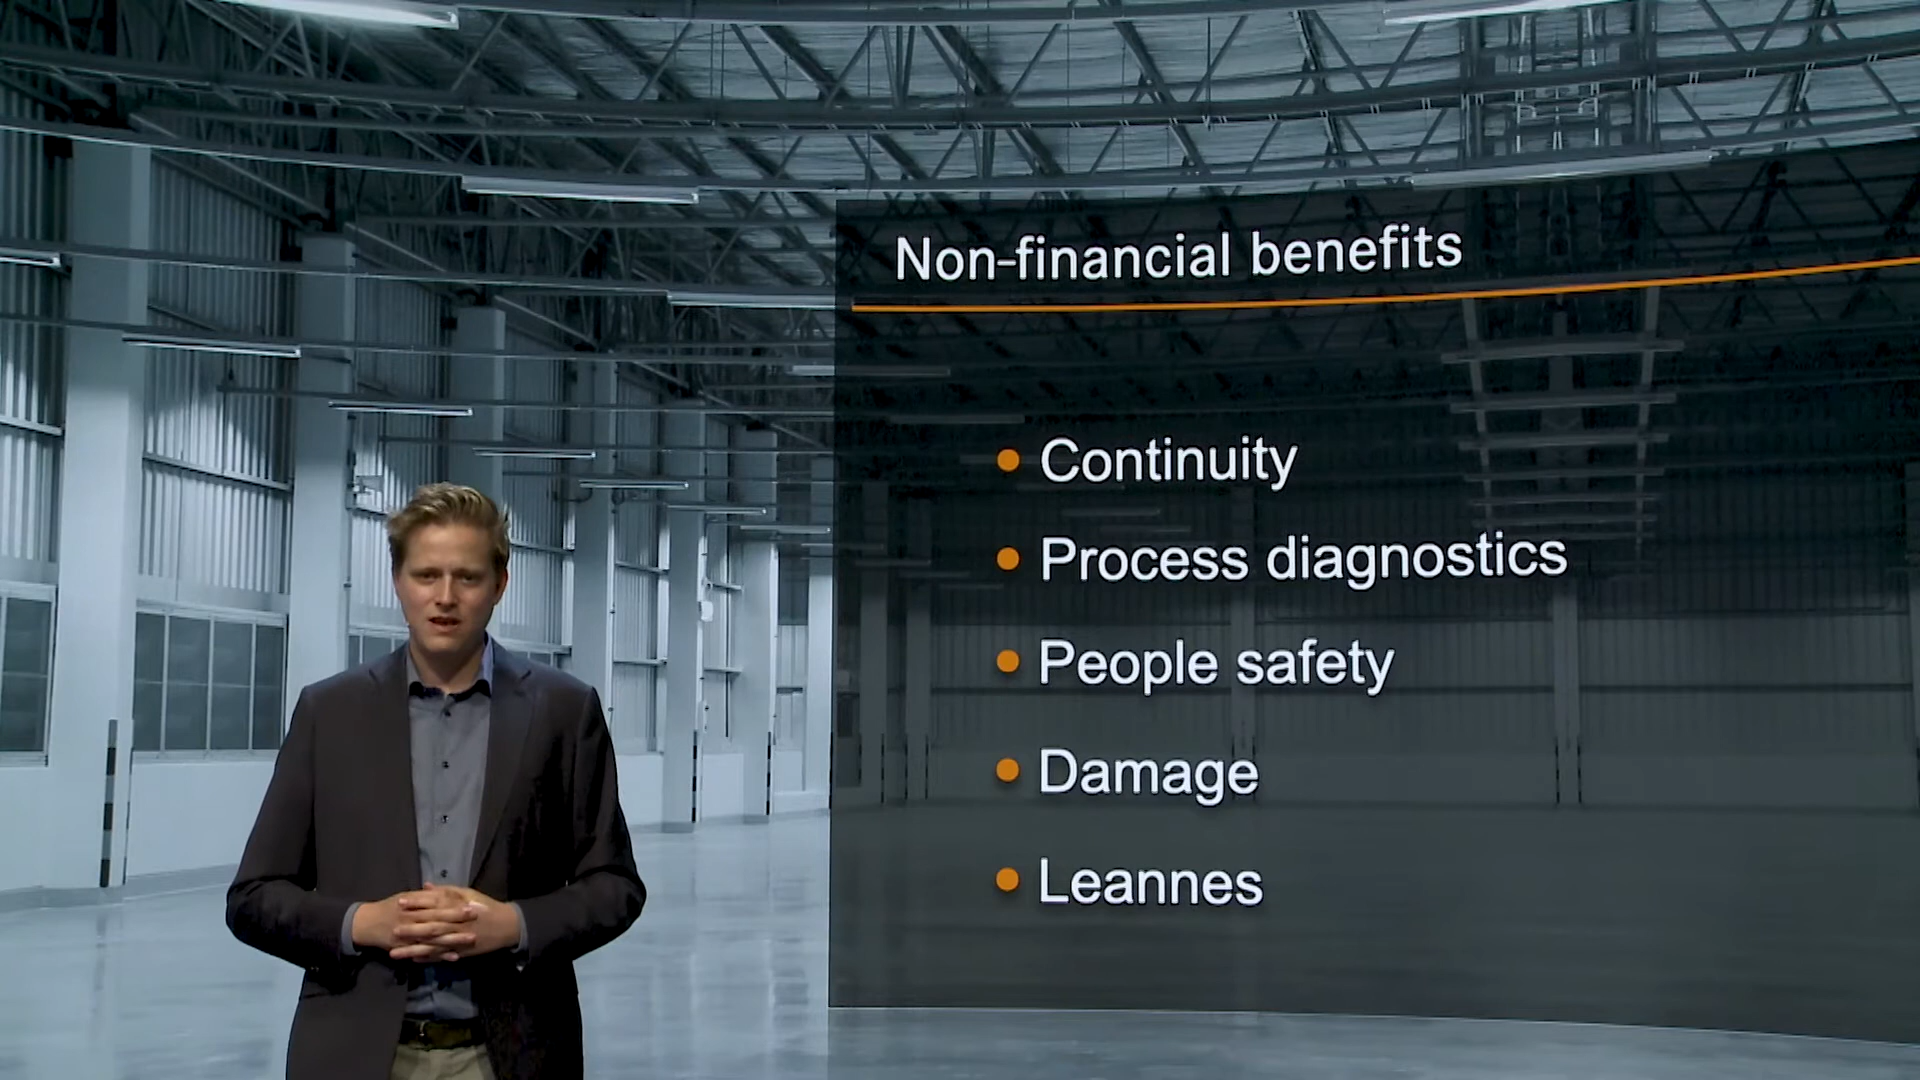 Non-financial benefits
Continuity
Process diagnostics
People safety
Damage
Leannes